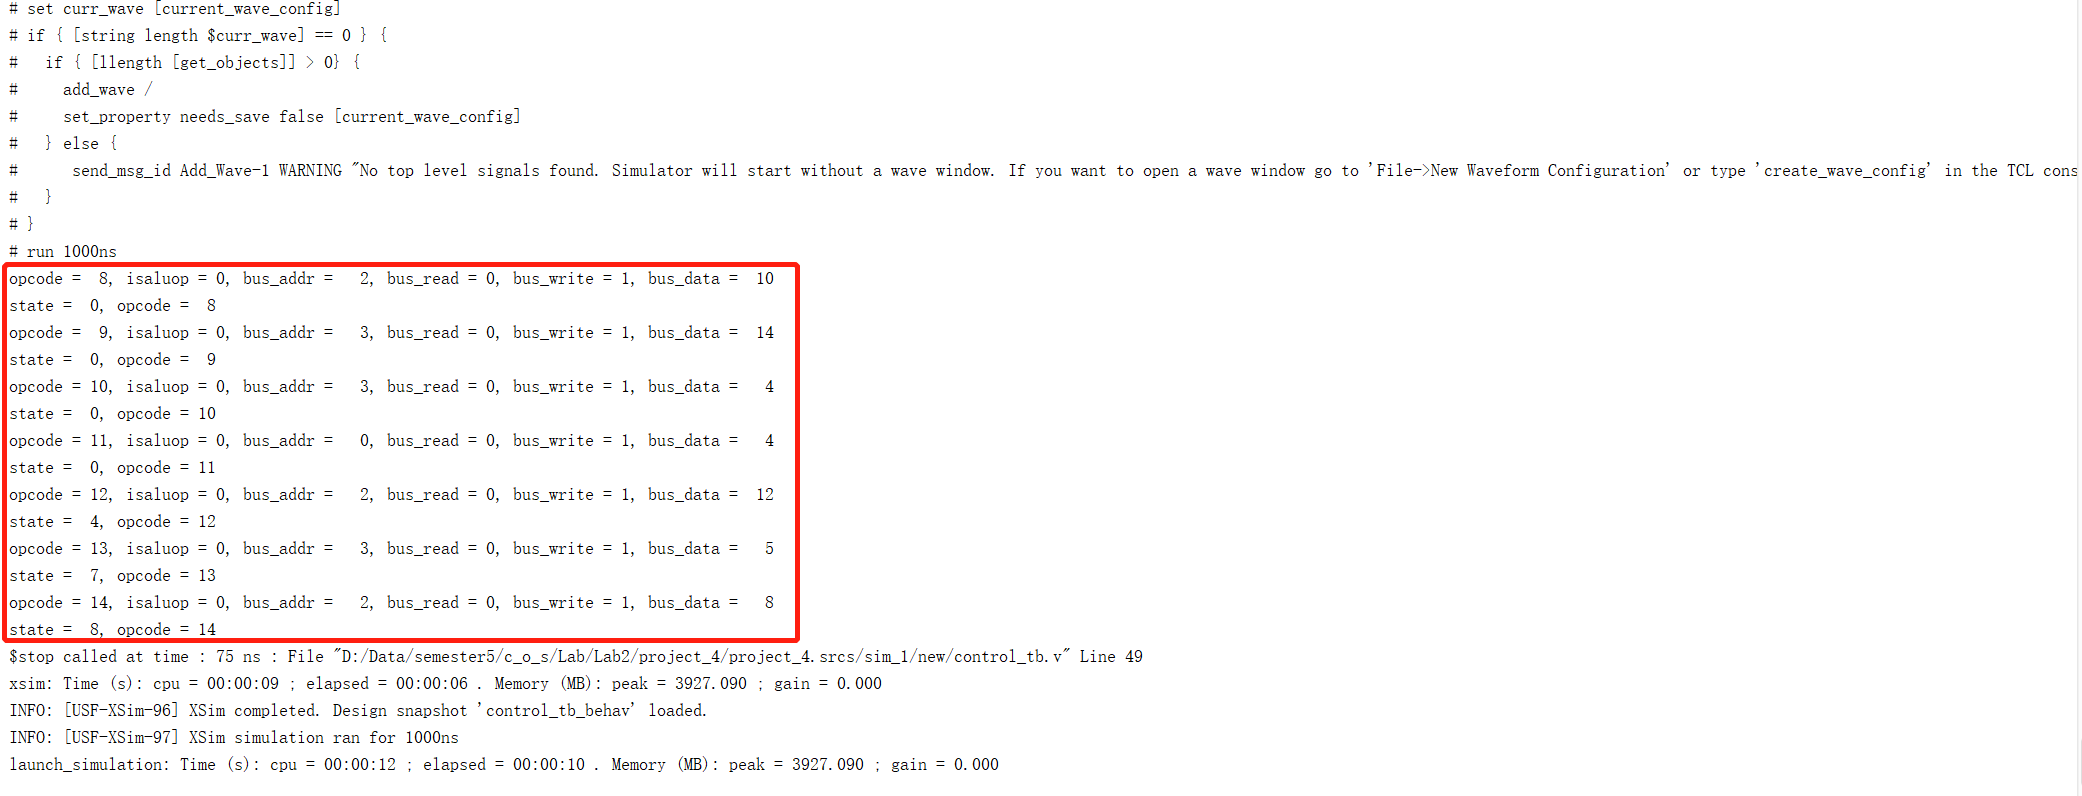 # set curr_wave [current_wave_config]
# if { [string length $curr_wave] == 0 } {
#   if { [llength [get_objects]] > 0} {
#     add_wave /
#     set_property needs_save false [current_wave_config]
#   } else {
#      send_msg_id Add_Wave-1 WARNING "No top level signals found. Simulator will start without a wave window. If you want to open a wave window go to 'File->New Waveform Configuration' or type 'create_wave_config' in the TCL cons
#   }
# }
# run 1000ns
opcode =  8, isaluop = 0, bus_addr =   2, bus_read = 0, bus_write = 1, bus_data =  10
state =  0, opcode =  8
opcode =  9, isaluop = 0, bus_addr =   3, bus_read = 0, bus_write = 1, bus_data =  14
state =  0, opcode =  9
opcode = 10, isaluop = 0, bus_addr =   3, bus_read = 0, bus_write = 1, bus_data =   4
state =  0, opcode = 10
opcode = 11, isaluop = 0, bus_addr =   0, bus_read = 0, bus_write = 1, bus_data =   4
state =  0, opcode = 11
opcode = 12, isaluop = 0, bus_addr =   2, bus_read = 0, bus_write = 1, bus_data =  12
state =  4, opcode = 12
opcode = 13, isaluop = 0, bus_addr =   3, bus_read = 0, bus_write = 1, bus_data =   5
state =  7, opcode = 13
opcode = 14, isaluop = 0, bus_addr =   2, bus_read = 0, bus_write = 1, bus_data =   8
state =  8, opcode = 14
$stop called at time : 75 ns : File "D:/Data/semester5/c_o_s/Lab/Lab2/project_4/project_4.srcs/sim_1/new/control_tb.v" Line 49
xsim: Time (s): cpu = 00:00:09 ; elapsed = 00:00:06 . Memory (MB): peak = 3927.090 ; gain = 0.000
INFO: [USF-XSim-96] XSim completed. Design snapshot 'control_tb_behav' loaded.
INFO: [USF-XSim-97] XSim simulation ran for 1000ns
launch_simulation: Time (s): cpu = 00:00:12 ; elapsed = 00:00:10 . Memory (MB): peak = 3927.090 ; gain = 0.000